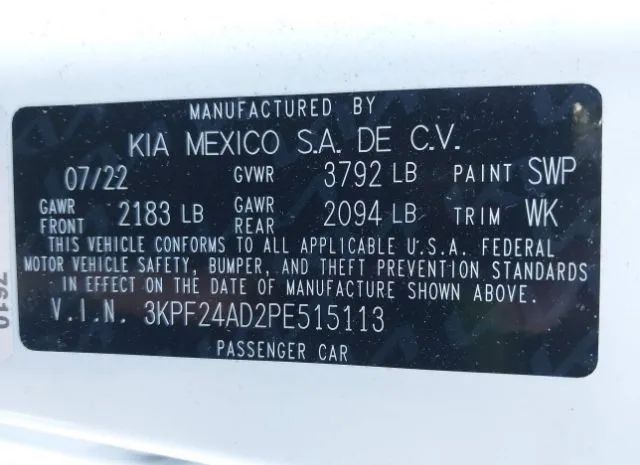 MANUFACTURED BY
KIA MEXICO S.A. DE C.V.
07/22 GVWR 3792 LB PAINT SWP
GAWR FRONT 2183 LB GAWR REAR 2094 LB TRIM WK
THIS VEHICLE CONFORMS TO ALL APPLICABLE U.S.A. FEDERAL
MOTOR VEHICLE SAFETY, BUMPER, AND THEFT PREVENTION STANDARDS
IN EFFECT ON THE DATE OF MANUFACTURE SHOWN ABOVE.
V.I.N. 3KPF24AD2PE515113
PASSENGER CAR